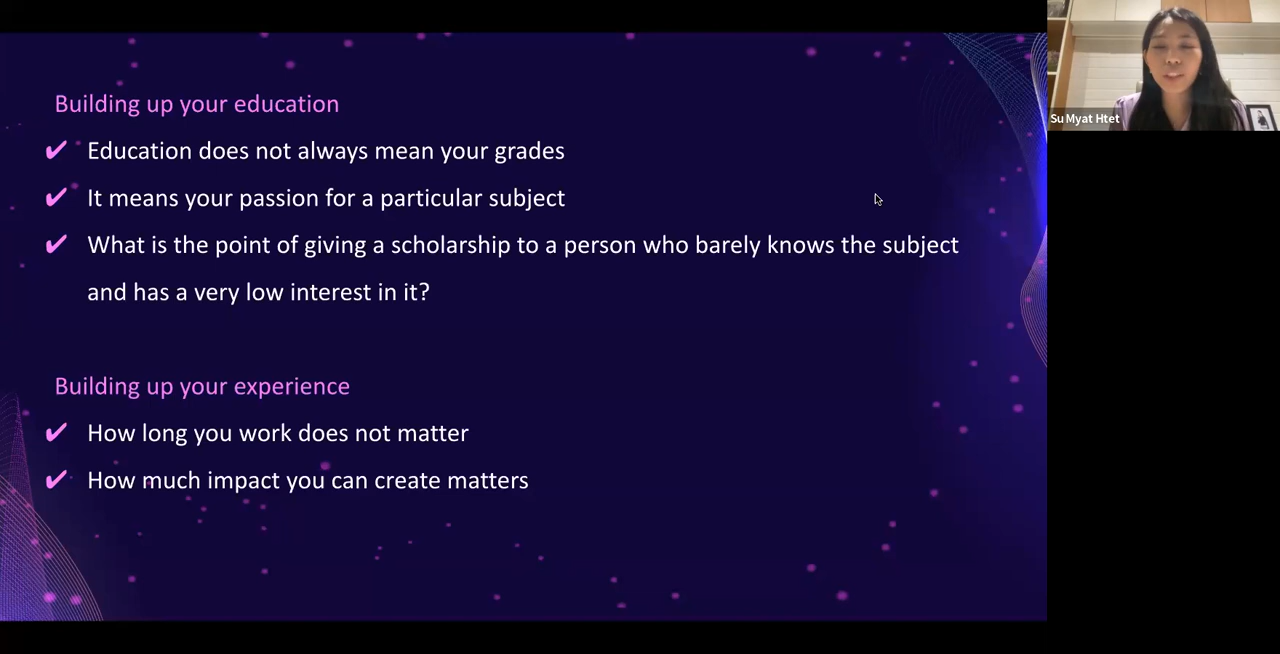 Building up your education
✔ Education does not always mean your grades
✔ It means your passion for a particular subject
✔ What is the point of giving a scholarship to a person who barely knows the subject
and has a very low interest in it?
Building up your experience
✔ How long you work does not matter
✔ How much impact you can create matters
Su Myat Htet